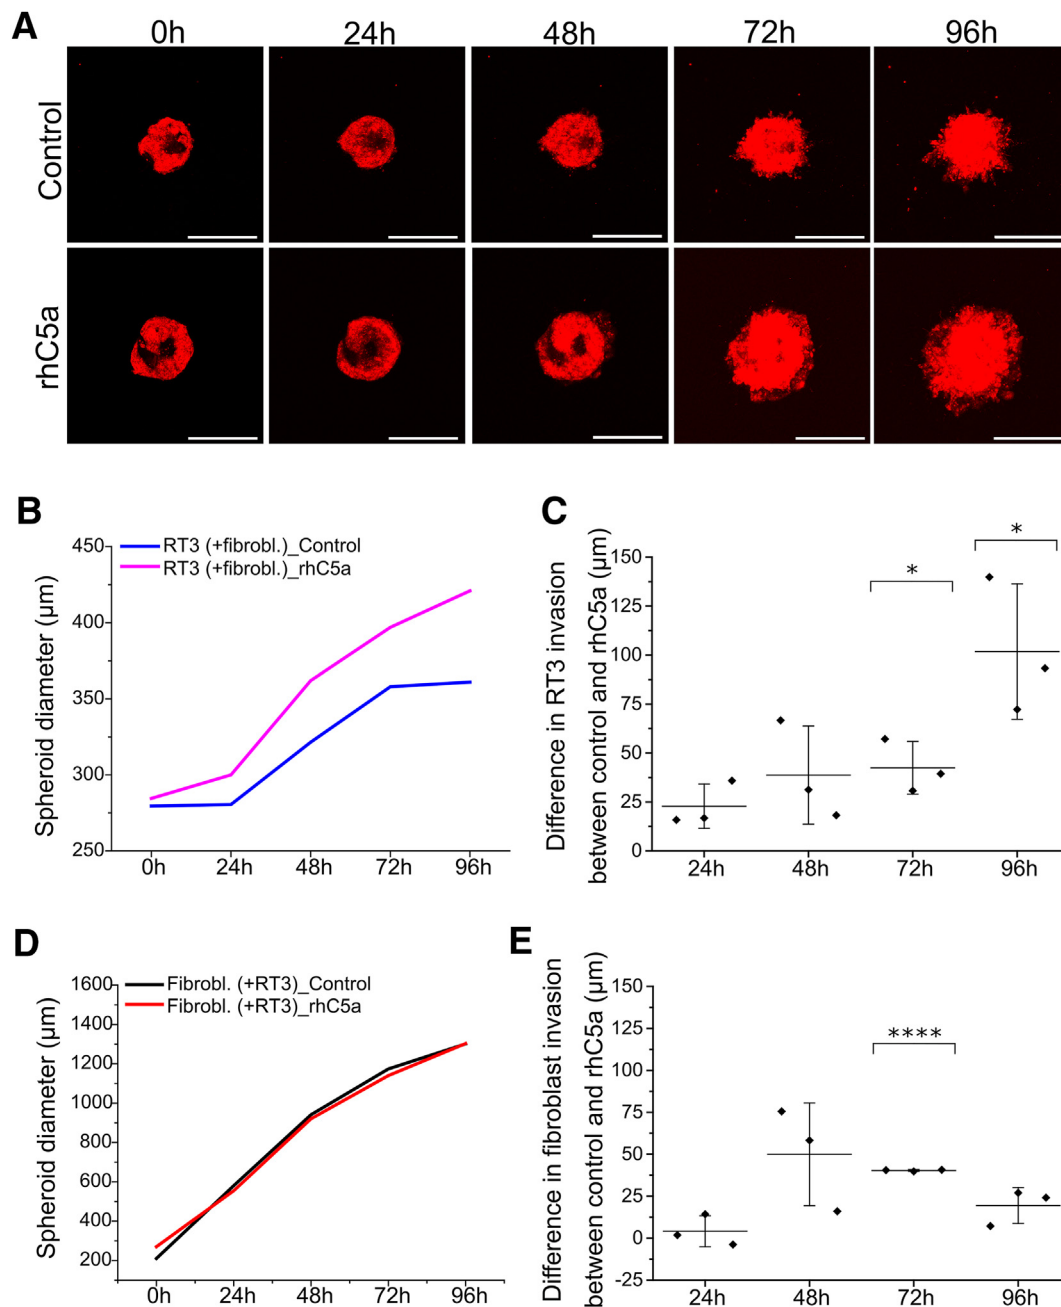 A
0h 24h 48h 72h 96h
Control
rhC5a
B
Spheroid diameter (µm)
450
400
350
300
250
RT3 (+fibrobl.)_Control
RT3 (+fibrobl.)_rhC5a
0h 24h 48h 72h 96h
C
Difference in RT3 invasion
between control and rhC5a (µm)
150
125
100
75
50
25
0
*
*
24h 48h 72h 96h
D
Spheroid diameter (µm)
1600
1400
1200
1000
800
600
400
200
Fibrobl. (+RT3)_Control
Fibrobl. (+RT3)_rhC5a
0h 24h 48h 72h 96h
E
Difference in fibroblast invasion
between control and rhC5a (µm)
150
125
100
75
50
25
0
-25
****
24h 48h 72h 96h